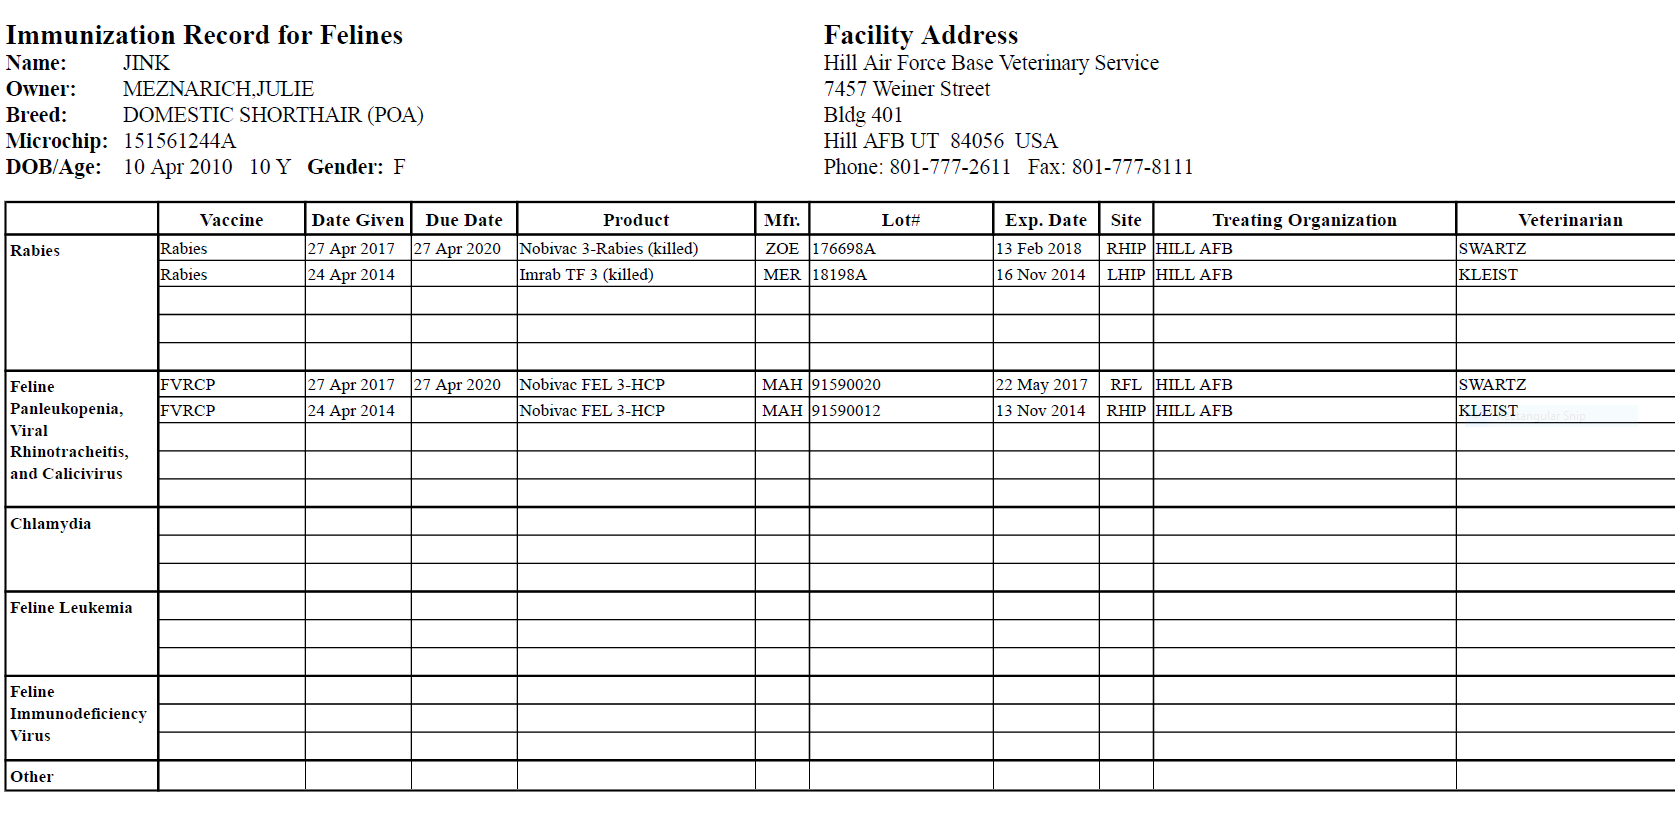 Immunization Record for Felines
Name: JINK
Owner: MEZNARICH,JULIE
Breed: DOMESTIC SHORTHAIR (POA)
Microchip: 151561244A
DOB/Age: 10 Apr 2010 10 Y Gender: F
Facility Address
Hill Air Force Base Veterinary Service
7457 Weiner Street
Bldg 401
Hill AFB UT 84056 USA
Phone: 801-777-2611 Fax: 801-777-8111
Vaccine Date Given Due Date Product Mfr. Lot# Exp. Date Site Treating Organization Veterinarian
Rabies Rabies 27 Apr 2017 27 Apr 2020 Nobivac 3-Rabies (killed) ZOE 176698A 13 Feb 2018 RHIP HILL AFB SWARTZ
Rabies 24 Apr 2014 Imrab TF 3 (killed) MER 18198A 16 Nov 2014 LHIP HILL AFB KLEIST
Feline FVRCP 27 Apr 2017 27 Apr 2020 Nobivac FEL 3-HCP MAH 91590020 22 May 2017 RFL HILL AFB SWARTZ
Panleukopenia, FVRCP 24 Apr 2014 Nobivac FEL 3-HCP MAH 91590012 13 Nov 2014 RHIP HILL AFB KLEIST
Viral
Rhinotracheitis,
and Calicivirus
Chlamydia
Feline Leukemia
Feline
Immunodeficiency
Virus
Other